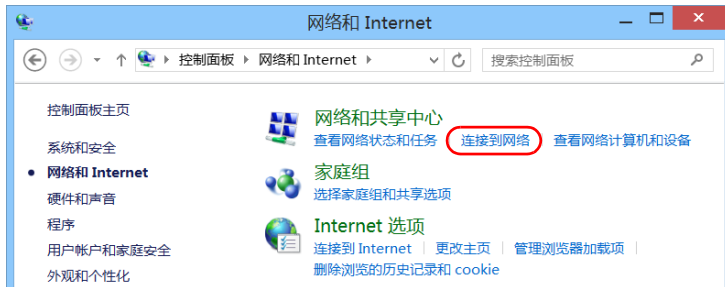 网络和 Internet
控制面板 网络和 Internet 搜索控制面板
控制面板主页
系统和安全
网络和 Internet
硬件和声音
程序
用户帐户和家庭安全
外观和个性化
网络和共享中心
查看网络状态和任务 连接到网络 查看网络计算机和设备
家庭组
选择家庭组和共享选项
Internet 选项
连接到 Internet 更改主页 管理浏览器加载项
删除浏览的历史记录和 cookie